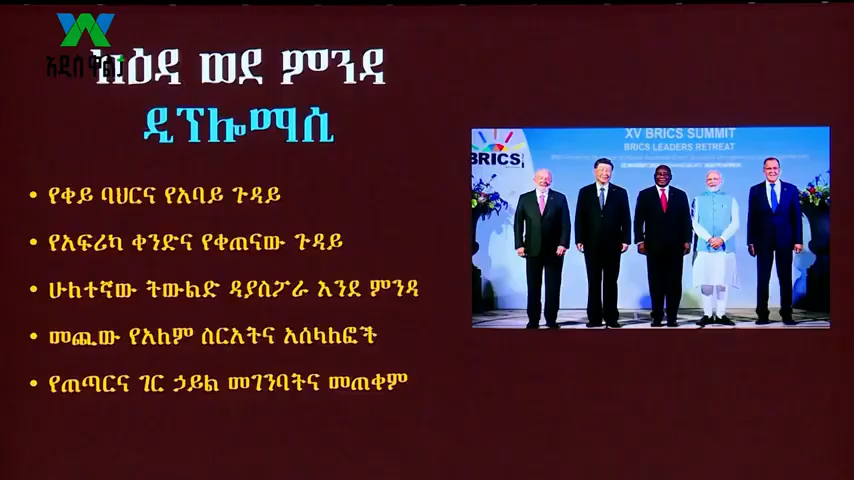 አዲስ ዋልታ
ከዕዳ ወደ ምንዳ
ዲፕሎማሲ
• የቀይ ባህርና የአባይ ጉዳይ
• የአፍሪካ ቀንድና የቀጠናው ጉዳይ
• ሁለተኛው ትውልድ ዳያስፖራ እንደ ምንዳ
• መጪው የአለም ስርአትና አሰላለፎች
• የጠጣርና ገር ኃይል መገንባትና መጠቀም
XV BRICS SUMMIT
BRICS LEADERS RETREAT
BRICS